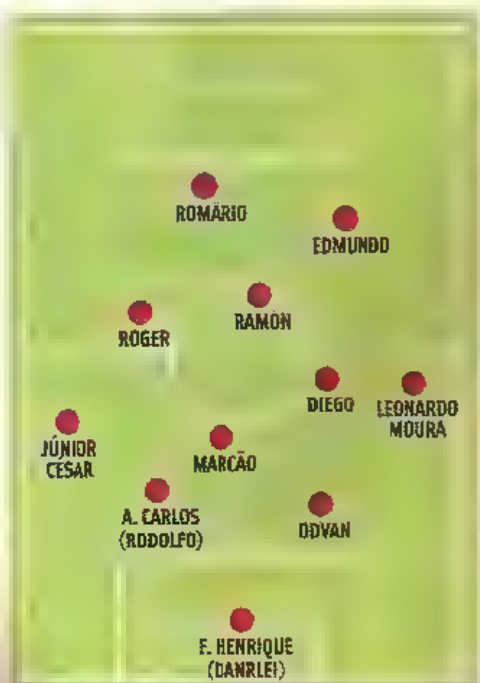 ROMÁRIO
EDMUNDO
RAMON
ROGER
DIEGO
LEONARDO
MOURA
JÚNIOR
CESAR
MARCÃO
A. CARLOS
(RODOLFO)
ODVAN
F. HENRIQUE
(DANRLEI)